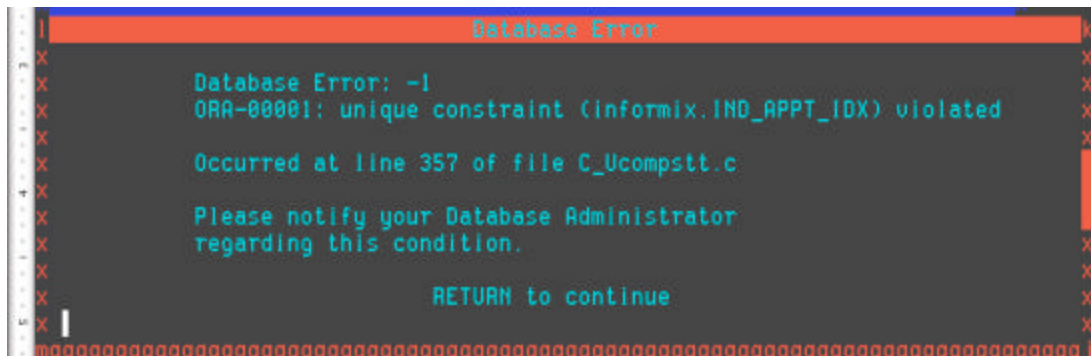 Database Error
Database Error: -1
ORA-00001: unique constraint (informix.IND_APPT_IDX) violated
Occurred at line 357 of file C_Ucompstt.c
Please notify your Database Administrator
regarding this condition.
RETURN to continue